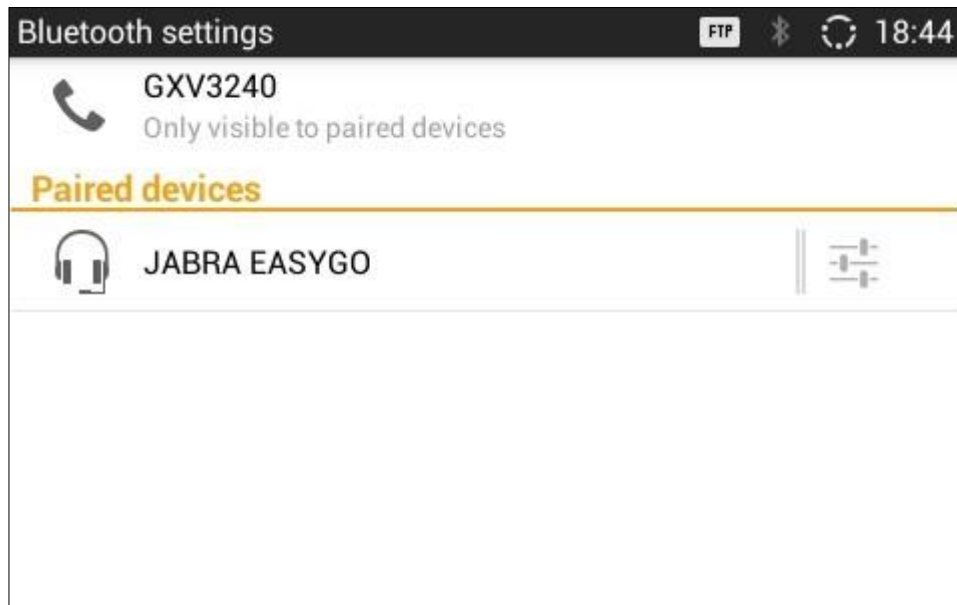 Bluetooth settings FTP 18:44
GXV3240
Only visible to paired devices
Paired devices
JABRA EASYGO